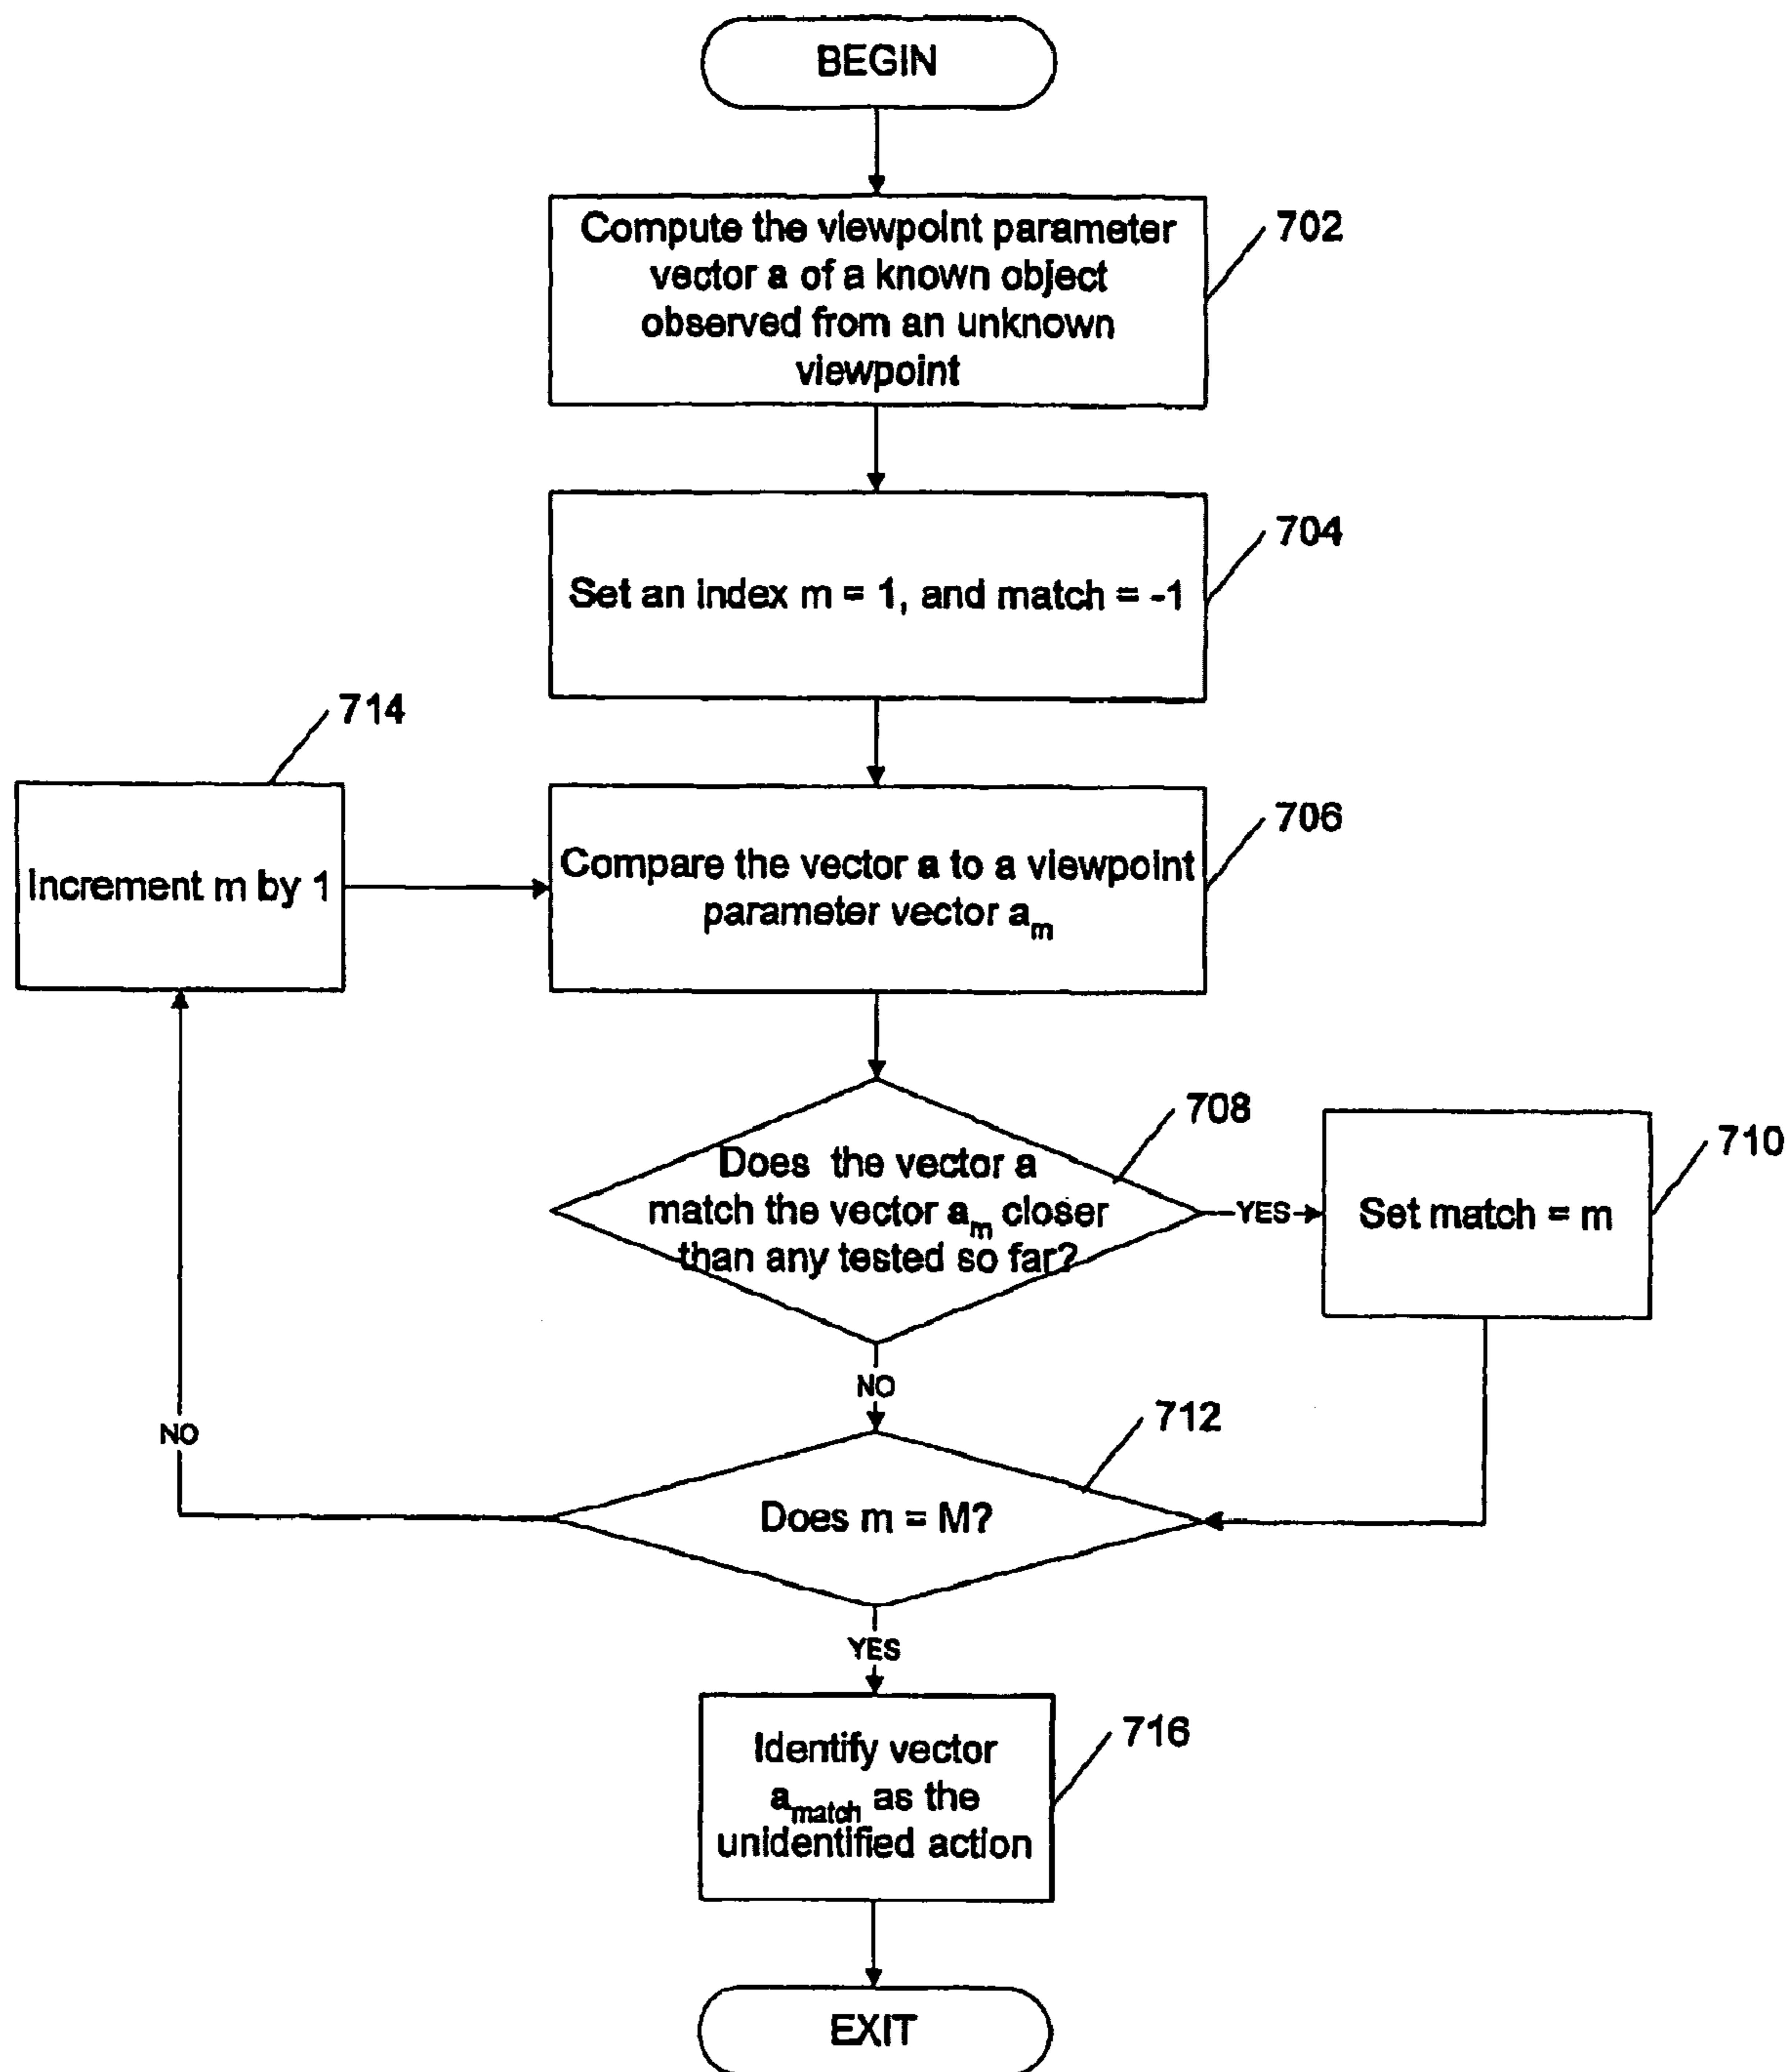 BEGIN
Compute the viewpoint parameter
vector a of a known object
observed from an unknown
viewpoint
702
Set an index m = 1, and match = -1
704
714
Increment m by 1
Compare the vector a to a viewpoint
parameter vector aₘ
706
Does the vector a
match the vector aₘ closer
than any tested so far?
708
YES
Set match = m
710
NO
NO
Does m = M?
712
YES
Identify vector
a_match as the
unidentified action
716
EXIT